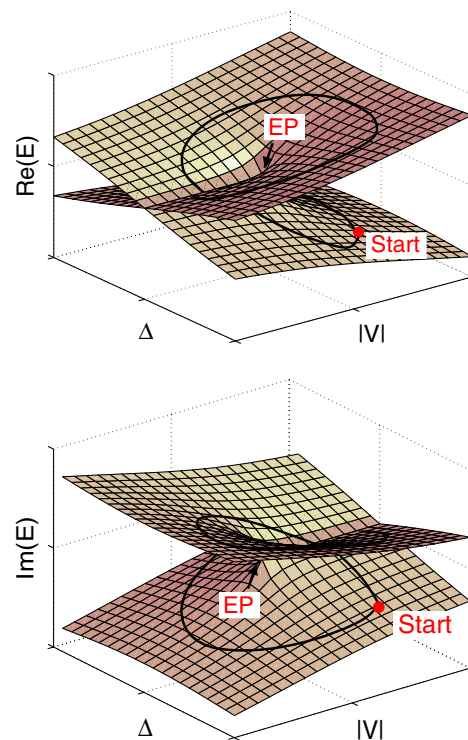 EP
Re(E)
Start
Δ
|V|
Im(E)
EP
Start
Δ
|V|